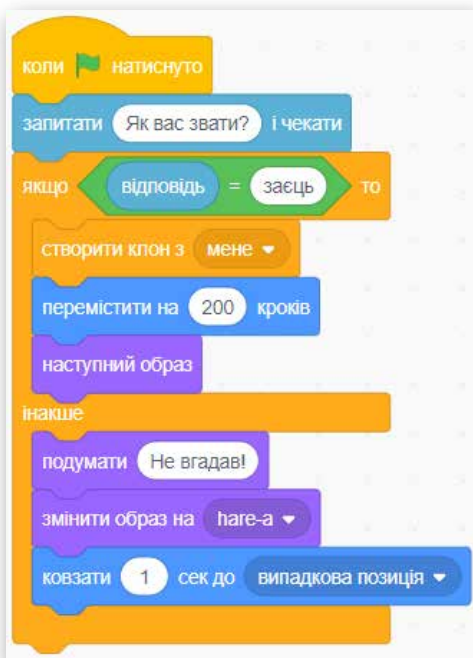 коли натиснуто
запитати Як вас звати? і чекати
якщо відповідь = заєць то
створити клон з мене
перемістити на 200 кроків
наступний образ
інакше
подумати Не вгадав!
змінити образ на hare-a
ковзати 1 сек до випадкова позиція